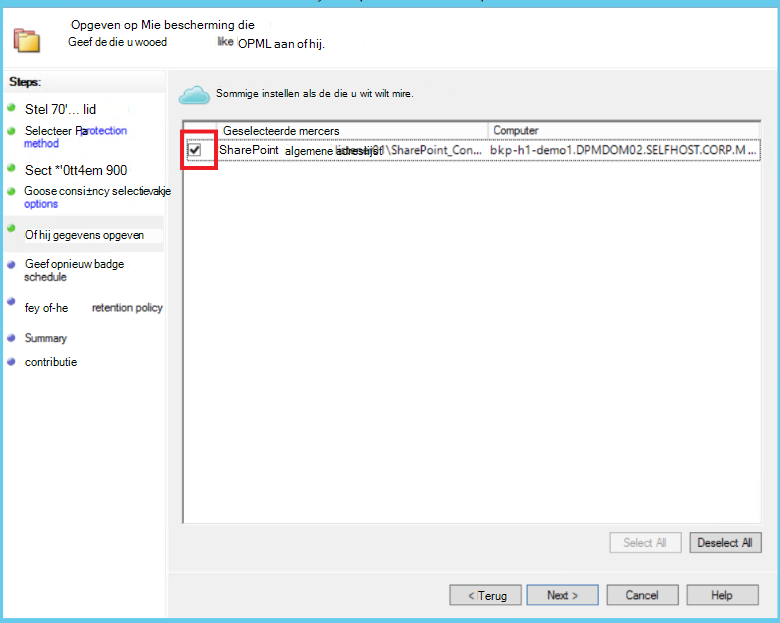 Opgeven op Mie bescherming die
Geef de die u wooed like OPML aan of hij.
Steps:
Stel 70'... lid
Selecteer Protection
method
Sect *'0tt4em 900
Goose consi±ncy selectievakje
options
Of hij gegevens opgeven
Geef opnieuw badge
schedule
fey of-he retention policy
Summary
contributie
Sommige instellen als de die u wit wilt mire.
Geselecteerde mercers Computer
SharePoint algemene adreslijst\SharePoint_Con... bkp-h1-demo1.DPMDOM02.SELFHOST.CORP.M ...
Select All Deselect All
< Terug Next > Cancel Help